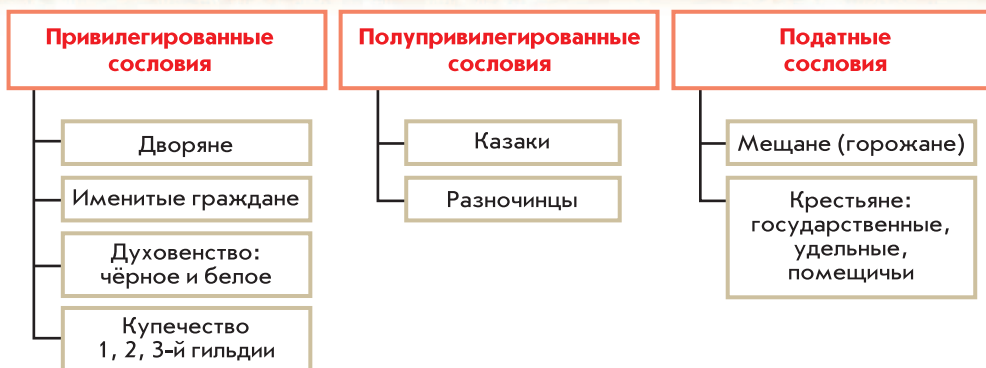 Привилегированные
сословия
Дворяне
Именитые граждане
Духовенство:
чёрное и белое
Купечество
1, 2, 3-й гильдии
Полупривилегированные
сословия
Казаки
Разночинцы
Податные
сословия
Мещане (горожане)
Крестьяне:
государственные,
удельные,
помещичьи